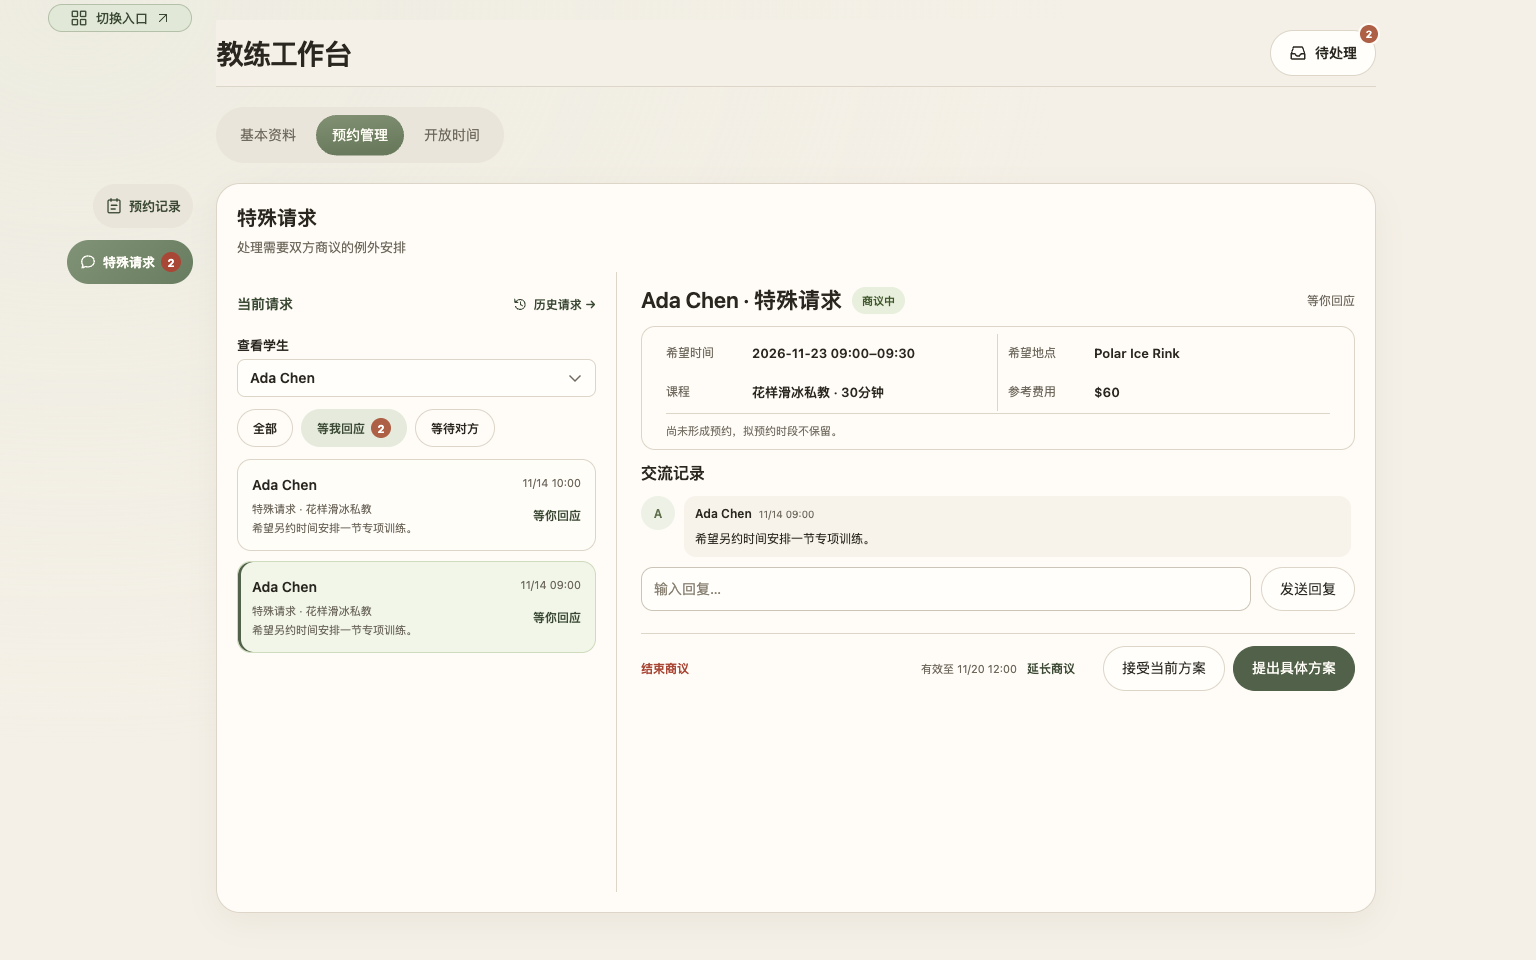 切换入口
教练工作台
待处理
2
基本资料
预约管理
开放时间
预约记录
特殊请求
2
特殊请求
处理需要双方商议的例外安排
当前请求
历史请求
查看学生
Ada Chen
全部
等我回应
2
等待对方
Ada Chen
11/14 10:00
特殊请求 · 花样滑冰私教
等你回应
希望另约时间安排一节专项训练。
Ada Chen
11/14 09:00
特殊请求 · 花样滑冰私教
等你回应
希望另约时间安排一节专项训练。
Ada Chen · 特殊请求
商议中
等你回应
希望时间
2026-11-23 09:00–09:30
希望地点
Polar Ice Rink
课程
花样滑冰私教 · 30分钟
参考费用
$60
尚未形成预约，拟预约时段不保留。
交流记录
A
Ada Chen 11/14 09:00
希望另约时间安排一节专项训练。
输入回复...
发送回复
结束商议
有效至 11/20 12:00
延长商议
接受当前方案
提出具体方案